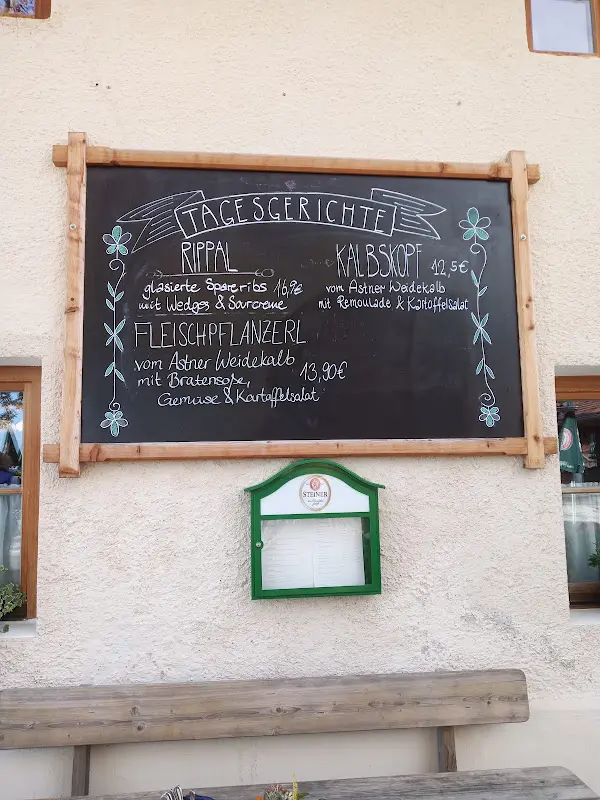 TAGESGERICHTE
RIPPAL
glasierte Spareribs 16,9€
mit Wedges & Sourcreme
KALBSKOPF 12,5€
vom Astner Weidekalb
mit Remoulade & Kartoffelsalat
FLEISCHPFLANZERL
vom Astner Weidekalb
mit Bratensoße, 13,90€
Gemüse & Kartoffelsalat
STEINER